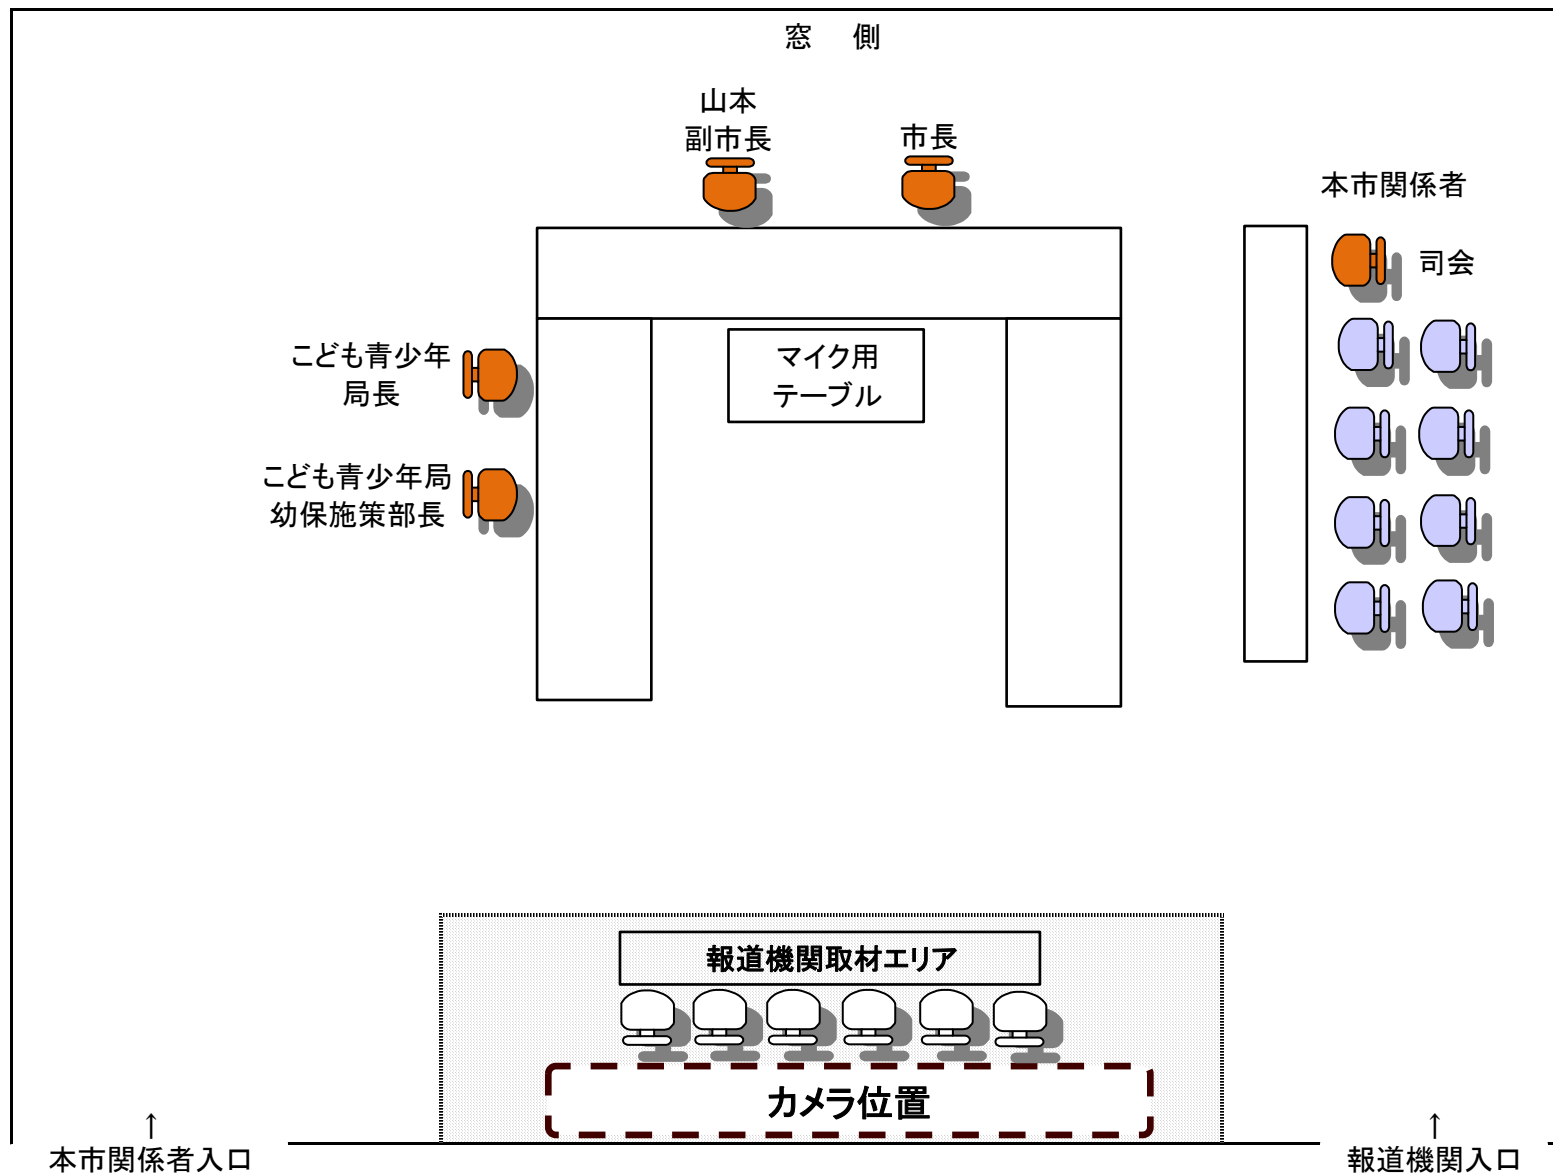 窓　側
山本
副市長
市長
本市関係者
司会
こども青少年
局長
マイク用
テーブル
こども青少年局
幼保施策部長
報道機関取材エリア
カメラ位置
↑
本市関係者入口
↑
報道機関入口